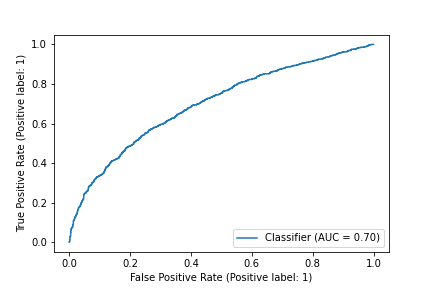 1.0
0.8
0.6
0.4
0.2
0.0
True Positive Rate (Positive label: 1)
Classifier (AUC = 0.70)
0.0 0.2 0.4 0.6 0.8 1.0
False Positive Rate (Positive label: 1)